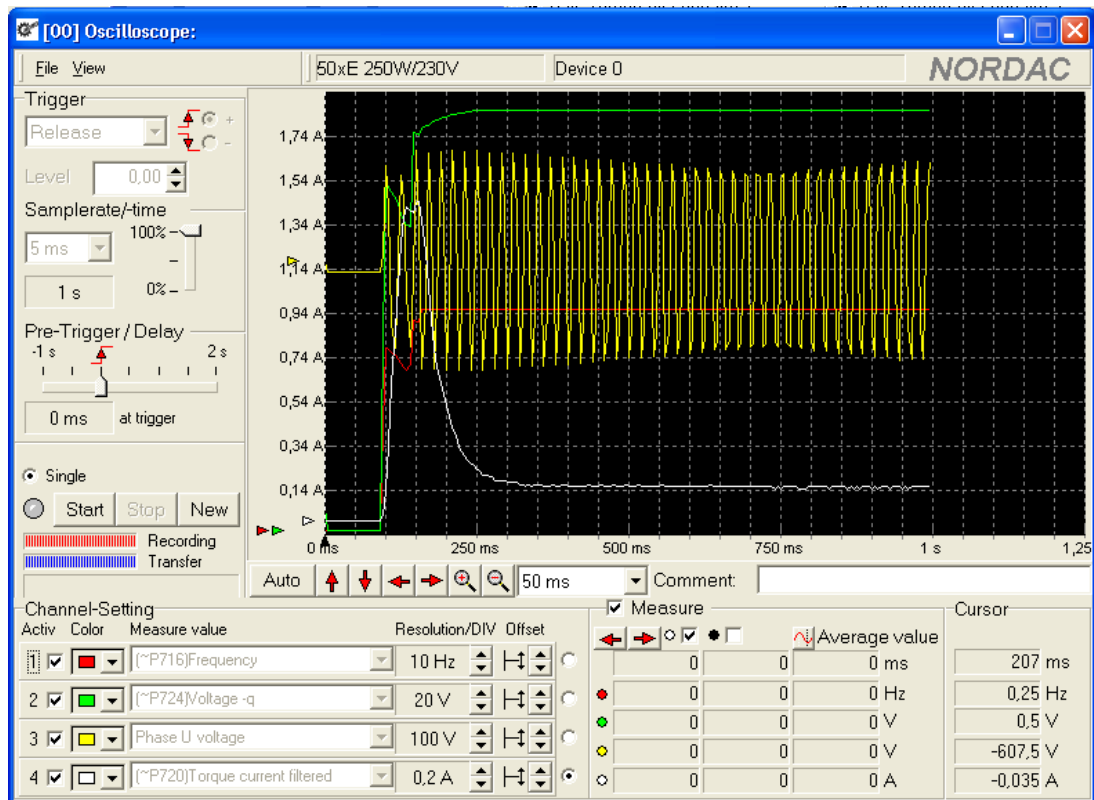 [00] Oscilloscope:
File View
50xE 250W/230V
Device 0
NORDAC
Trigger
Release
+
-
Level 0,00
Samplerate/-time
5 ms
100%
0%
1 s
Pre-Trigger / Delay
-1 s 2 s
0 ms at trigger
Single
Start Stop New
Recording
Transfer
1,74 A
1,54 A
1,34 A
1,14 A
0,94 A
0,74 A
0,54 A
0,34 A
0,14 A
0 ms 250 ms 500 ms 750 ms 1 s 1,25
Auto 50 ms Comment:
Channel-Setting
Activ Color Measure value Resolution/DIV Offset
1 (~P716)Frequency 10 Hz
2 (~P724)Voltage -q 20 V
3 Phase U voltage 100 V
4 (~P720)Torque current filtered 0,2 A
Measure
Average value
0 0 0 ms
0 0 0 Hz
0 0 0 V
0 0 0 V
0 0 0 A
Cursor
207 ms
0,25 Hz
0,5 V
-607,5 V
-0,035 A